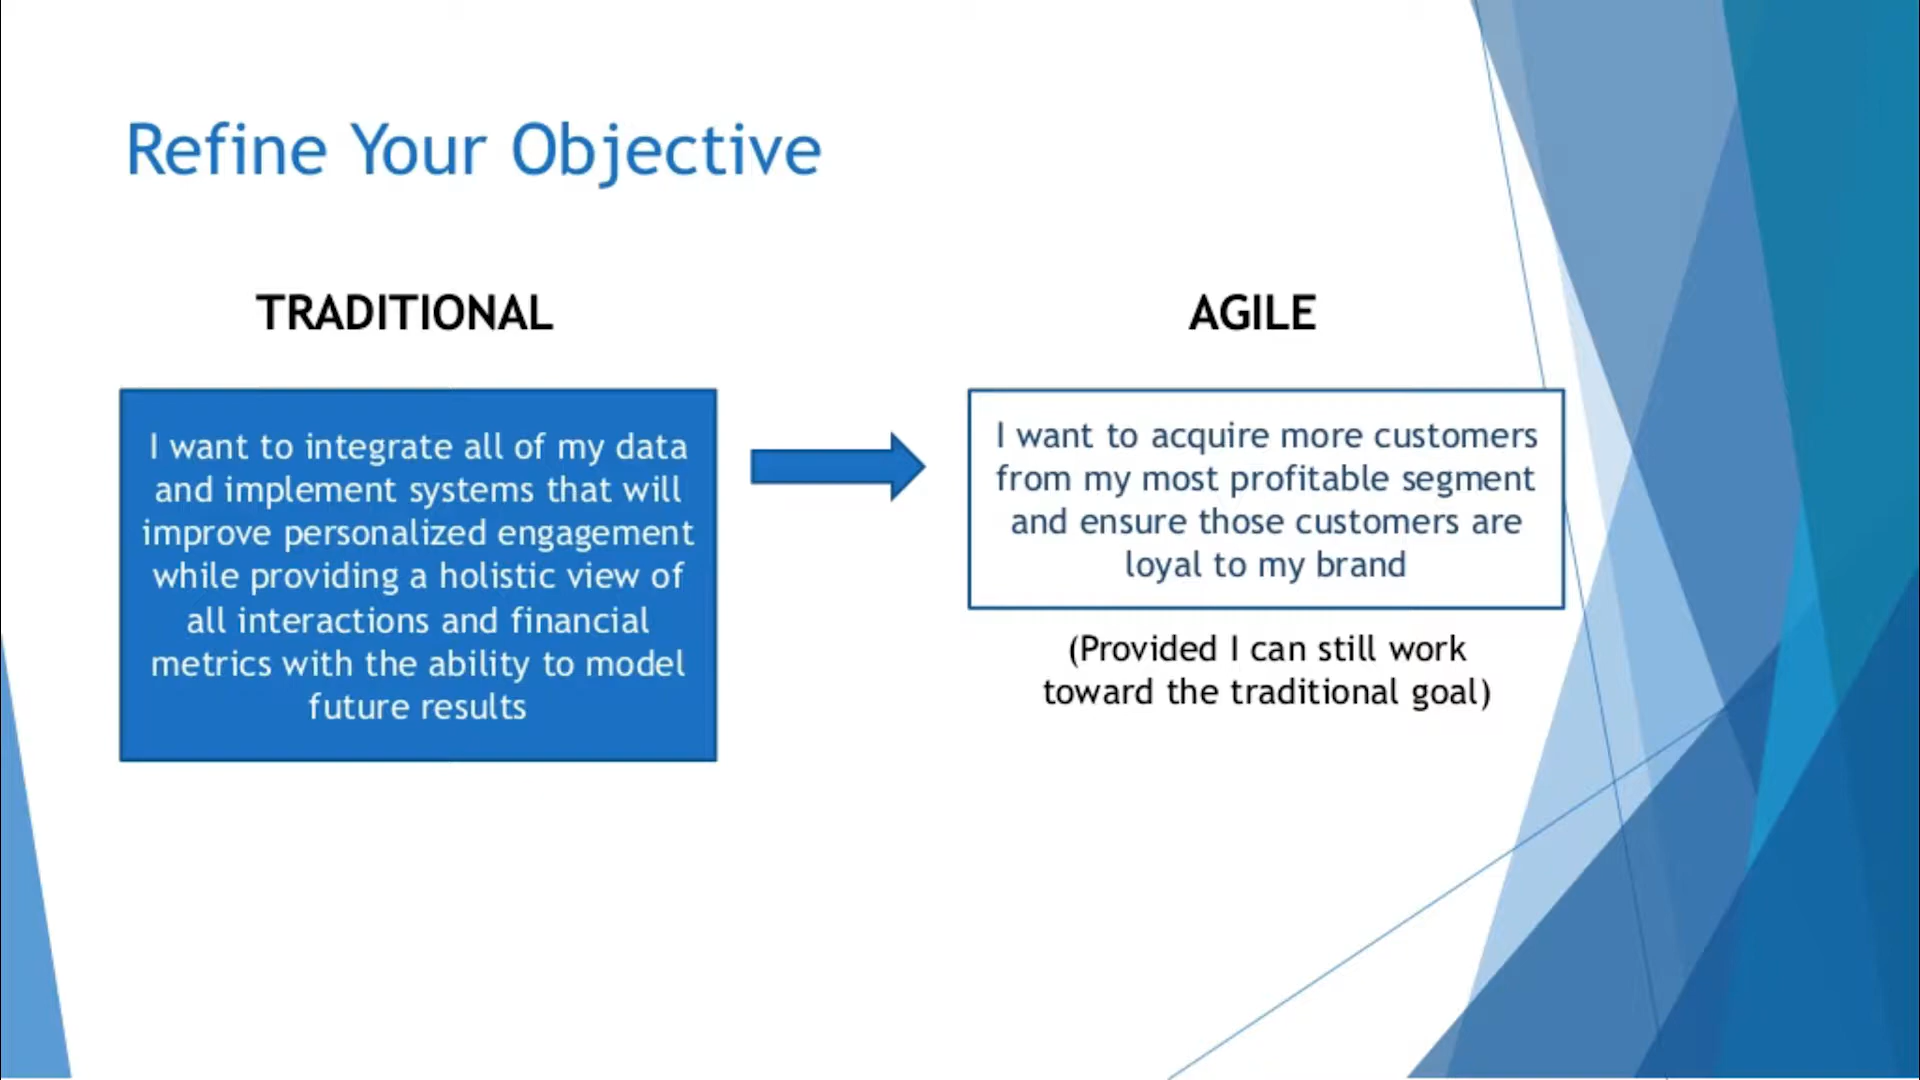 Refine Your Objective
TRADITIONAL
I want to integrate all of my data
and implement systems that will
improve personalized engagement
while providing a holistic view of
all interactions and financial
metrics with the ability to model
future results
AGILE
I want to acquire more customers
from my most profitable segment
and ensure those customers are
loyal to my brand
(Provided I can still work
toward the traditional goal)